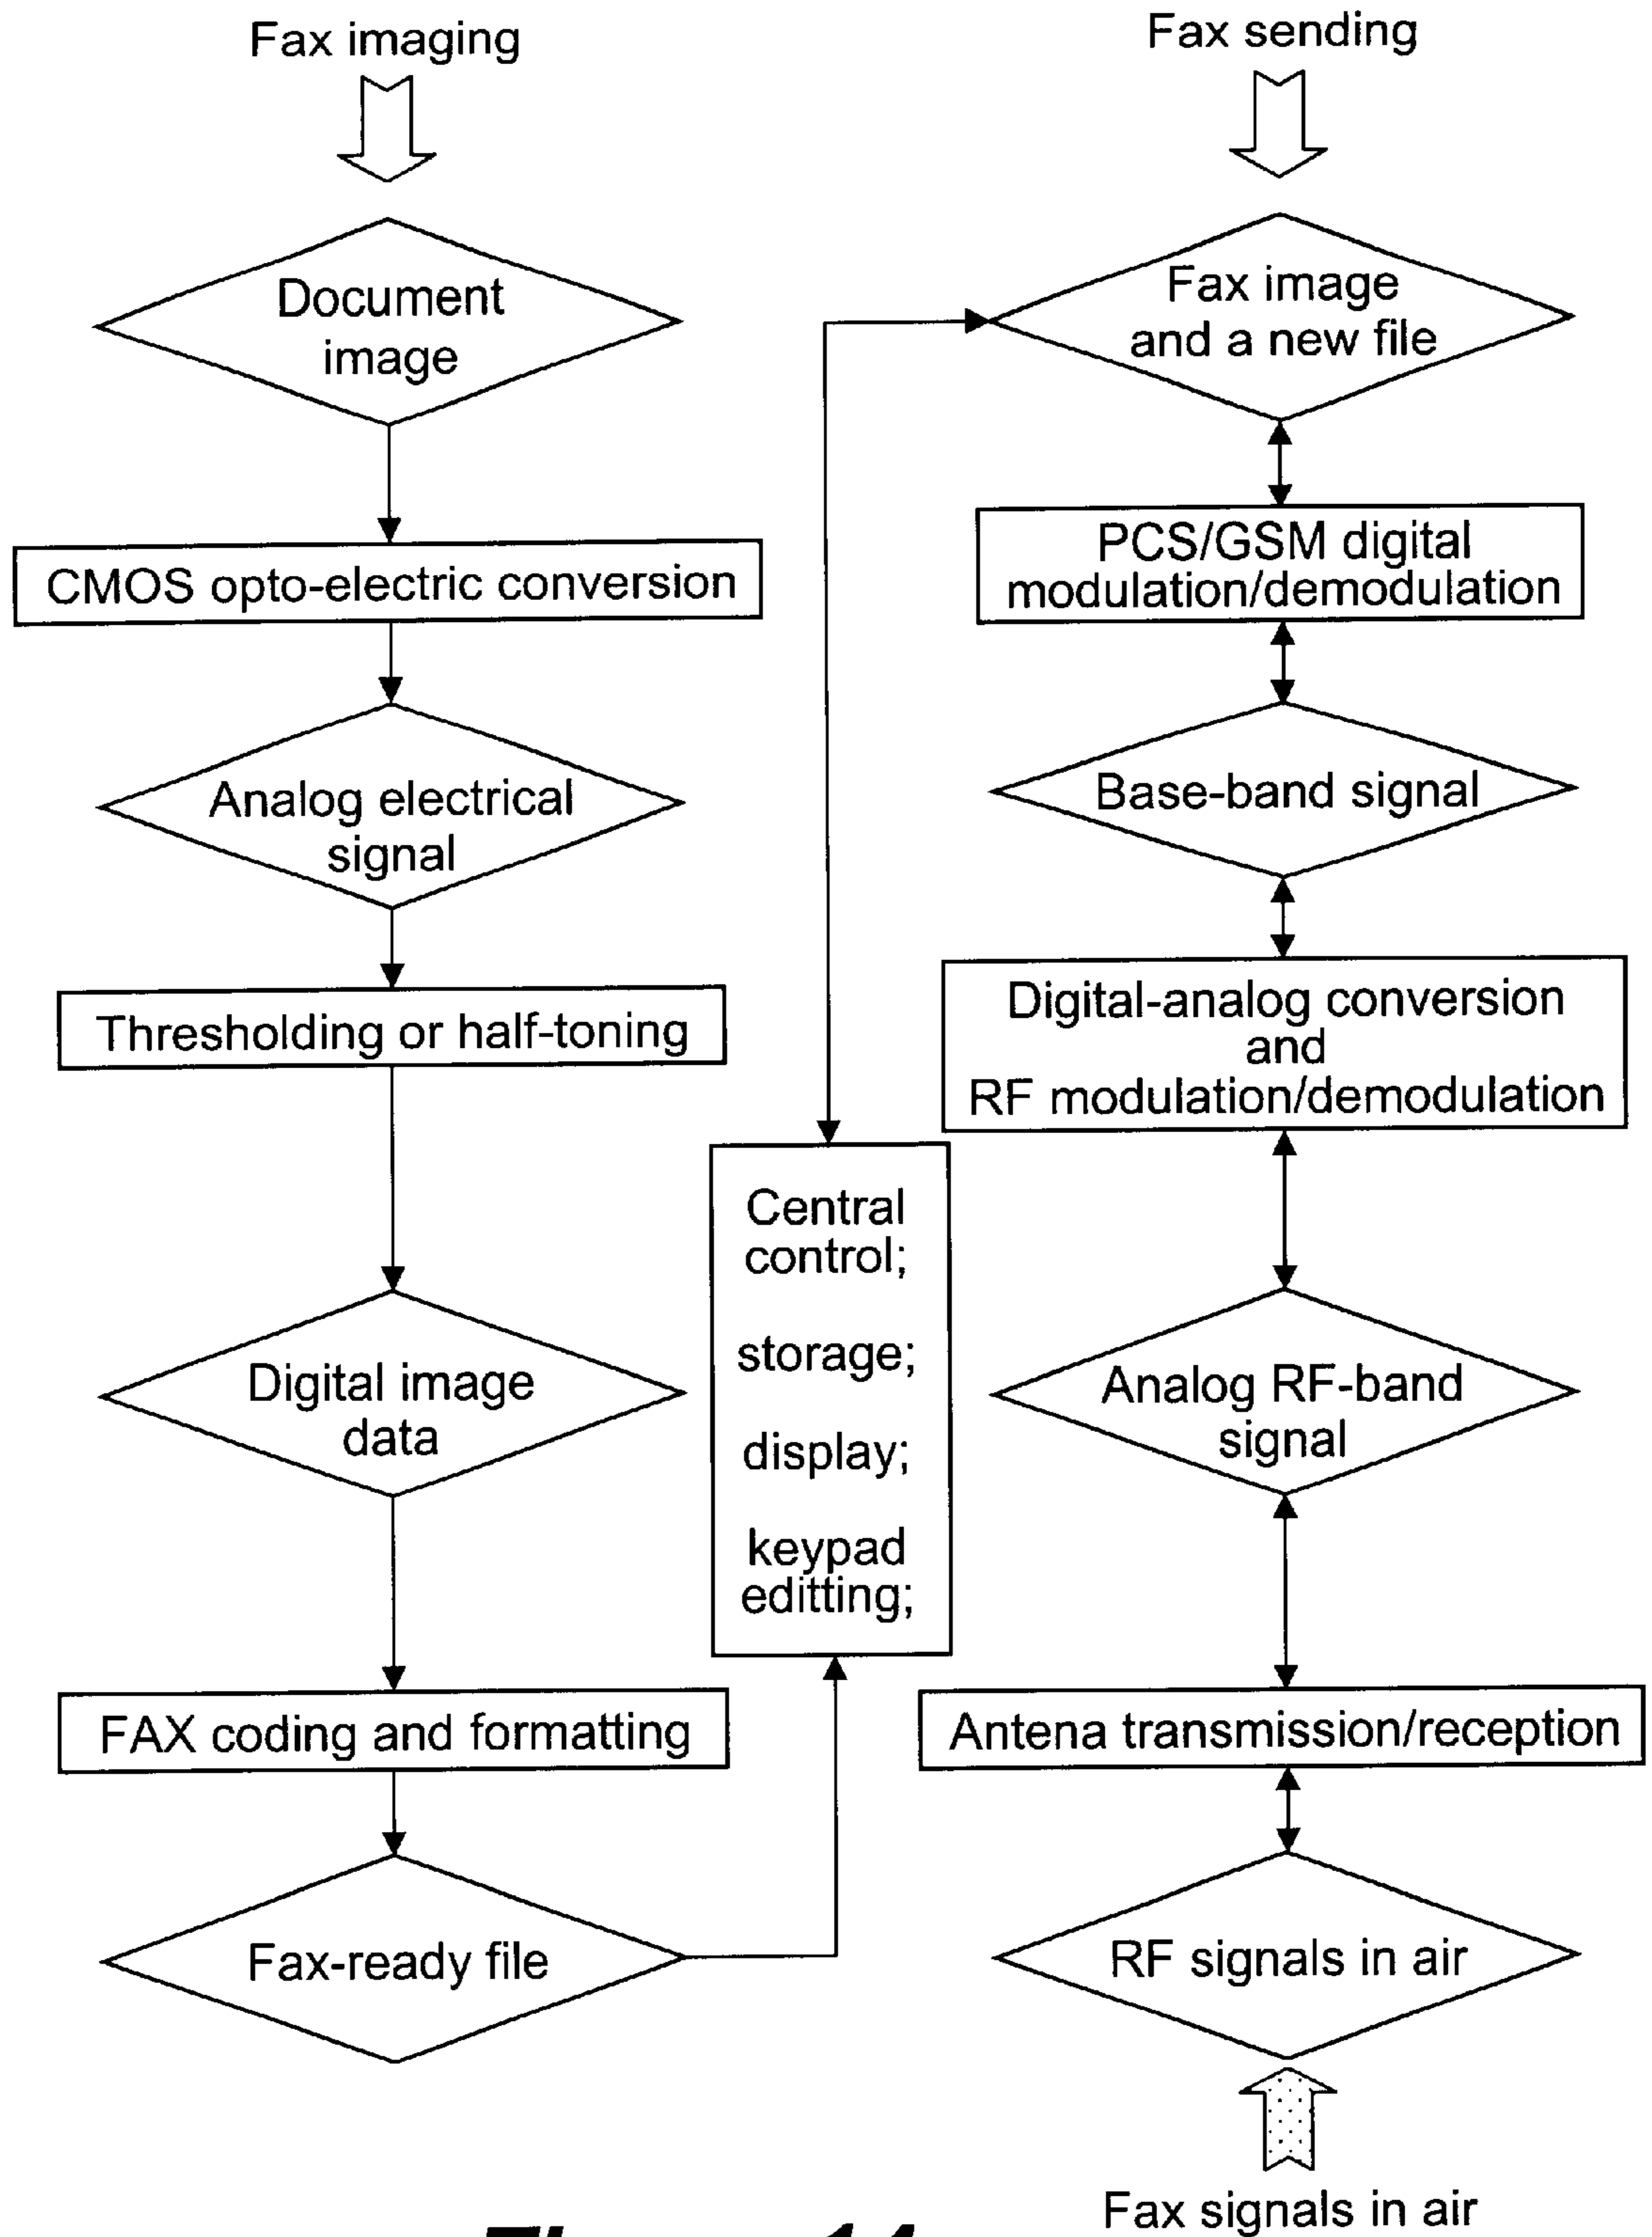 Fax imaging
Document
image
CMOS opto-electric conversion
Analog electrical
signal
Thresholding or half-toning
Digital image
data
FAX coding and formatting
Fax-ready file
Central
control;
storage;
display;
keypad
editting;
Fax sending
Fax image
and a new file
PCS/GSM digital
modulation/demodulation
Base-band signal
Digital-analog conversion
and
RF modulation/demodulation
Analog RF-band
signal
Antena transmission/reception
RF signals in air
Fax signals in air